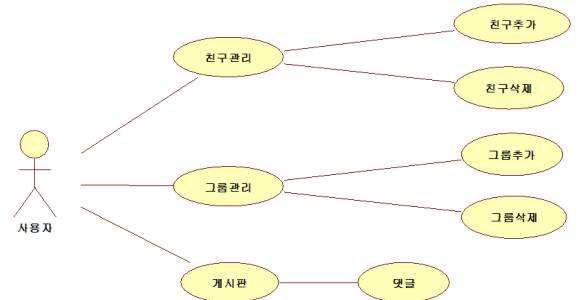 친구추가
친구관리
친구삭제
그룹추가
그룹관리
그룹삭제
사용자
게시판
댓글